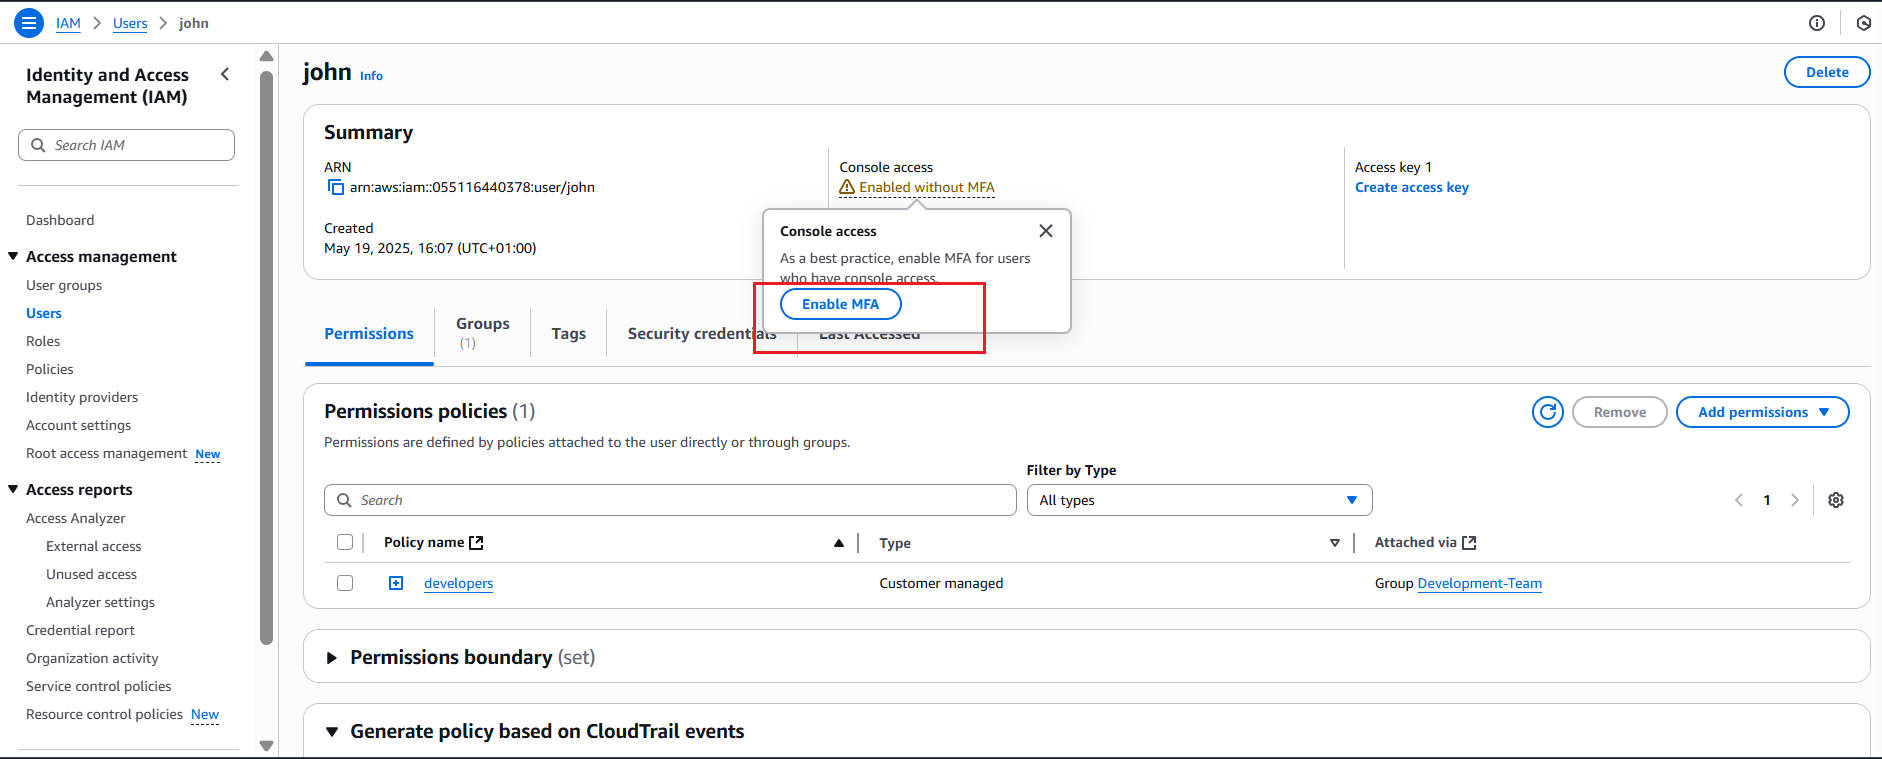 IAM > Users > john
Identity and Access
Management (IAM)
Search IAM
Dashboard
Access management
User groups
Users
Roles
Policies
Identity providers
Account settings
Root access management New
Access reports
Access Analyzer
External access
Unused access
Analyzer settings
Credential report
Organization activity
Service control policies
Resource control policies New
john Info
Delete
Summary
ARN
arn:aws:iam::055116440378:user/john
Created
May 19, 2025, 16:07 (UTC+01:00)
Console access
Enabled without MFA
Access key 1
Create access key
Console access
As a best practice, enable MFA for users
who have console access.
Enable MFA
Permissions
Groups
(1)
Tags
Security credentials
Last Accessed
Permissions policies (1)
Permissions are defined by policies attached to the user directly or through groups.
Remove
Add permissions
Filter by Type
Search
All types
1
Policy name
Type
Attached via
developers
Customer managed
Group Development-Team
Permissions boundary (set)
Generate policy based on CloudTrail events